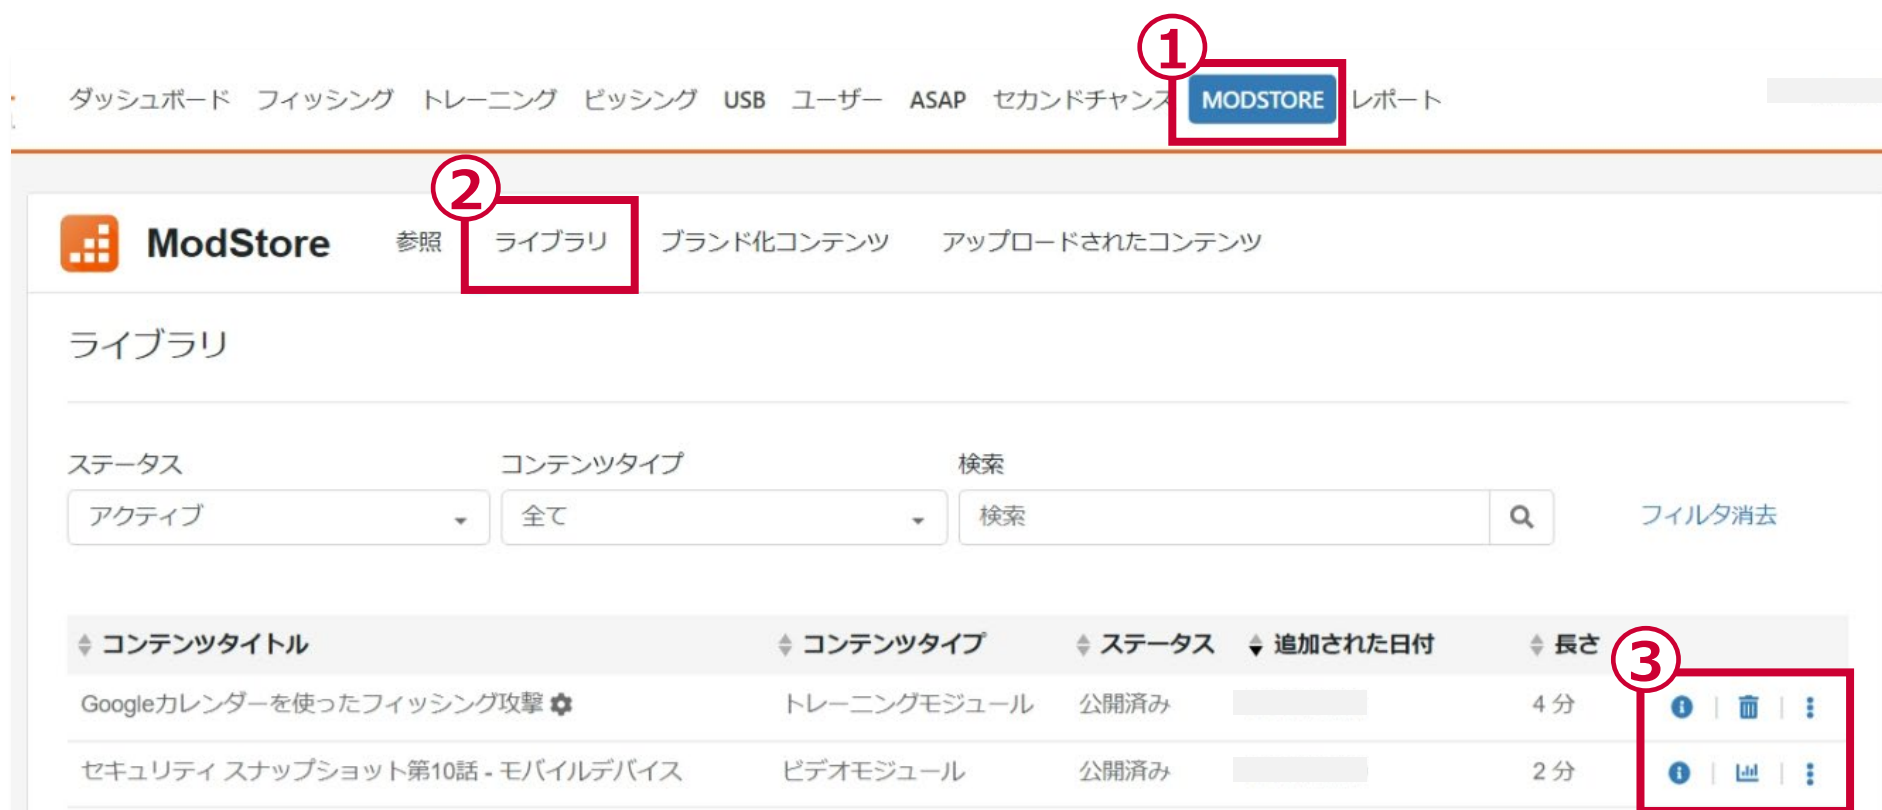 ①
ダッシュボード フィッシング トレーニング ビッシング USB ユーザー ASAP セカンドチャンス MODSTORE レポート
②
ModStore 参照 ライブラリ ブランド化コンテンツ アップロードされたコンテンツ
ライブラリ
ステータス コンテンツタイプ 検索
アクティブ 全て 検索 フィルタ消去
コンテンツタイトル コンテンツタイプ ステータス 追加された日付 長さ
③
Googleカレンダーを使ったフィッシング攻撃 トレーニングモジュール 公開済み 4 分
セキュリティ スナップショット第10話 - モバイルデバイス ビデオモジュール 公開済み 2 分